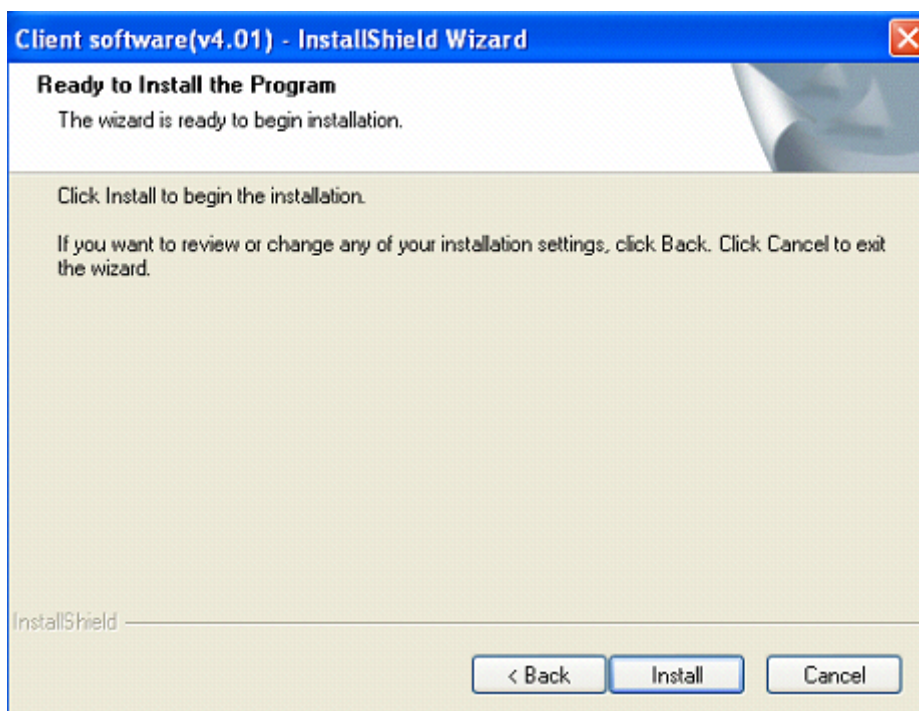 Client software(v4.01) - InstallShield Wizard
Ready to Install the Program
The wizard is ready to begin installation.
Click Install to begin the installation.
If you want to review or change any of your installation settings, click Back. Click Cancel to exit
the wizard.
InstallShield
< Back Install Cancel